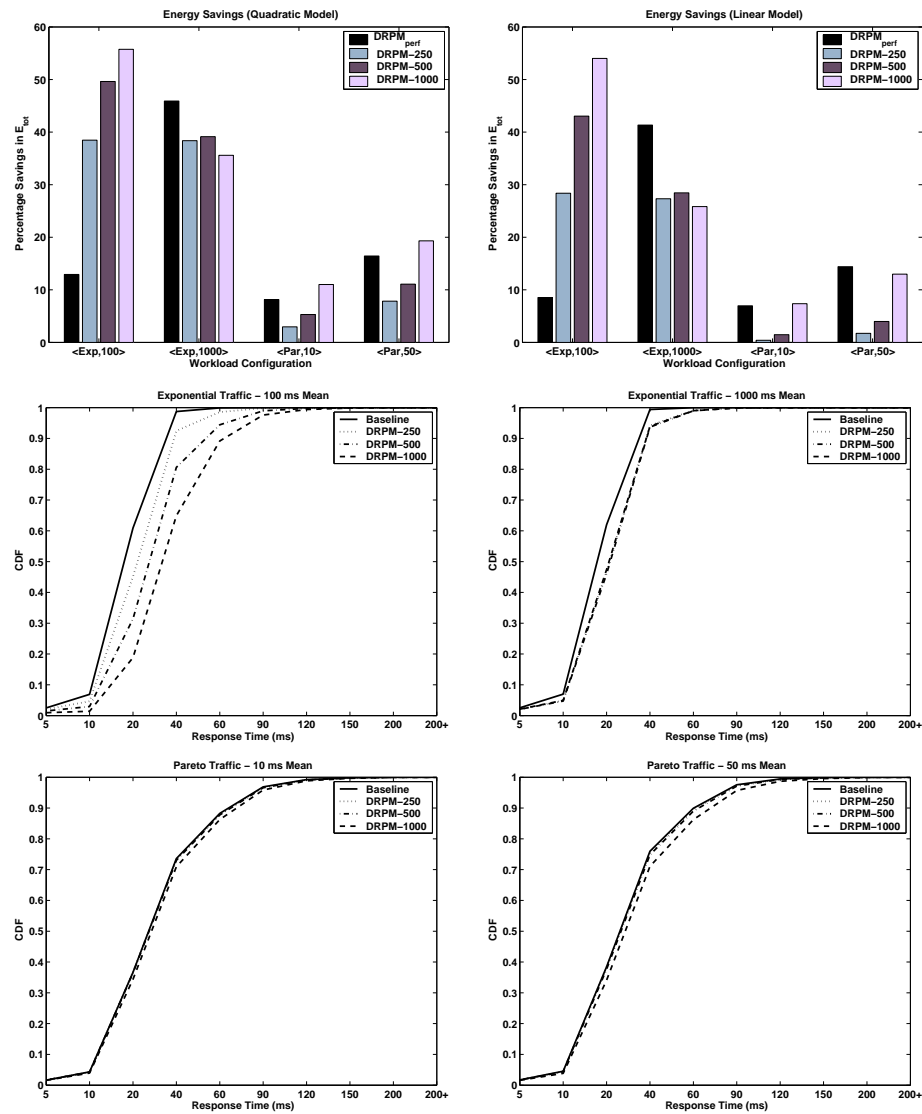 Energy Savings (Quadratic Model)
Percentage Savings in E_tot
60
50
40
30
20
10
0
DRPM_perf
DRPM−250
DRPM−500
DRPM−1000
<Exp,100>
<Exp,1000>
<Par,10>
<Par,50>
Workload Configuration
Energy Savings (Linear Model)
Percentage Savings in E_tot
60
50
40
30
20
10
0
DRPM_perf
DRPM−250
DRPM−500
DRPM−1000
<Exp,100>
<Exp,1000>
<Par,10>
<Par,50>
Workload Configuration
Exponential Traffic − 100 ms Mean
CDF
1
0.9
0.8
0.7
0.6
0.5
0.4
0.3
0.2
0.1
0
Baseline
DRPM−250
DRPM−500
DRPM−1000
5 10 20 40 60 90 120 150 200 200+
Response Time (ms)
Exponential Traffic − 1000 ms Mean
CDF
1
0.9
0.8
0.7
0.6
0.5
0.4
0.3
0.2
0.1
0
Baseline
DRPM−250
DRPM−500
DRPM−1000
5 10 20 40 60 90 120 150 200 200+
Response Time (ms)
Pareto Traffic − 10 ms Mean
CDF
1
0.9
0.8
0.7
0.6
0.5
0.4
0.3
0.2
0.1
0
Baseline
DRPM−250
DRPM−500
DRPM−1000
5 10 20 40 60 90 120 150 200 200+
Response Time (ms)
Pareto Traffic − 50 ms Mean
CDF
1
0.9
0.8
0.7
0.6
0.5
0.4
0.3
0.2
0.1
0
Baseline
DRPM−250
DRPM−500
DRPM−1000
5 10 20 40 60 90 120 150 200 200+
Response Time (ms)